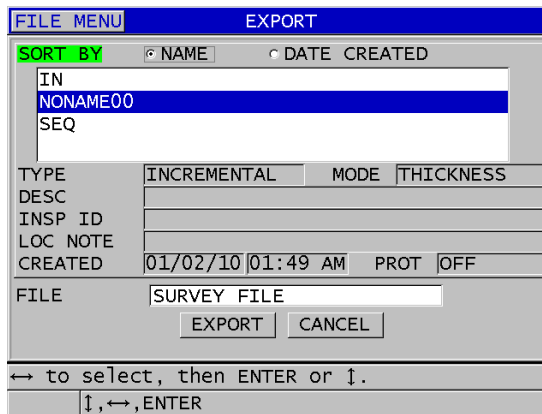 FILE MENU EXPORT
SORT BY NAME DATE CREATED
IN
NONAME00
SEQ
TYPE INCREMENTAL MODE THICKNESS
DESC
INSP ID
LOC NOTE
CREATED 01/02/10 01:49 AM PROT OFF
FILE SURVEY FILE
EXPORT CANCEL
↔ to select, then ENTER or ↕.
↕,↔,ENTER